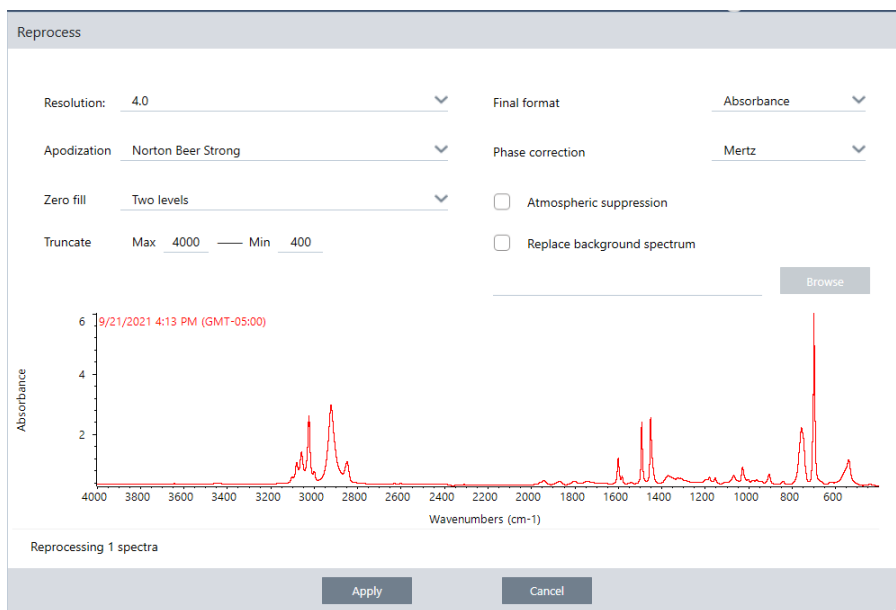 Reprocess
Resolution: 4.0
Final format Absorbance
Apodization Norton Beer Strong
Phase correction Mertz
Zero fill Two levels
Atmospheric suppression
Truncate Max 4000 Min 400
Replace background spectrum
Browse
6 9/21/2021 4:13 PM (GMT-05:00)
4
Absorbance
2
4000 3600 3400 3200 3000 2800 2600 2400 2200 2000 1800 1600 1400 1200 1000 800 600
Wavenumbers (cm-1)
Reprocessing 1 spectra
Apply Cancel